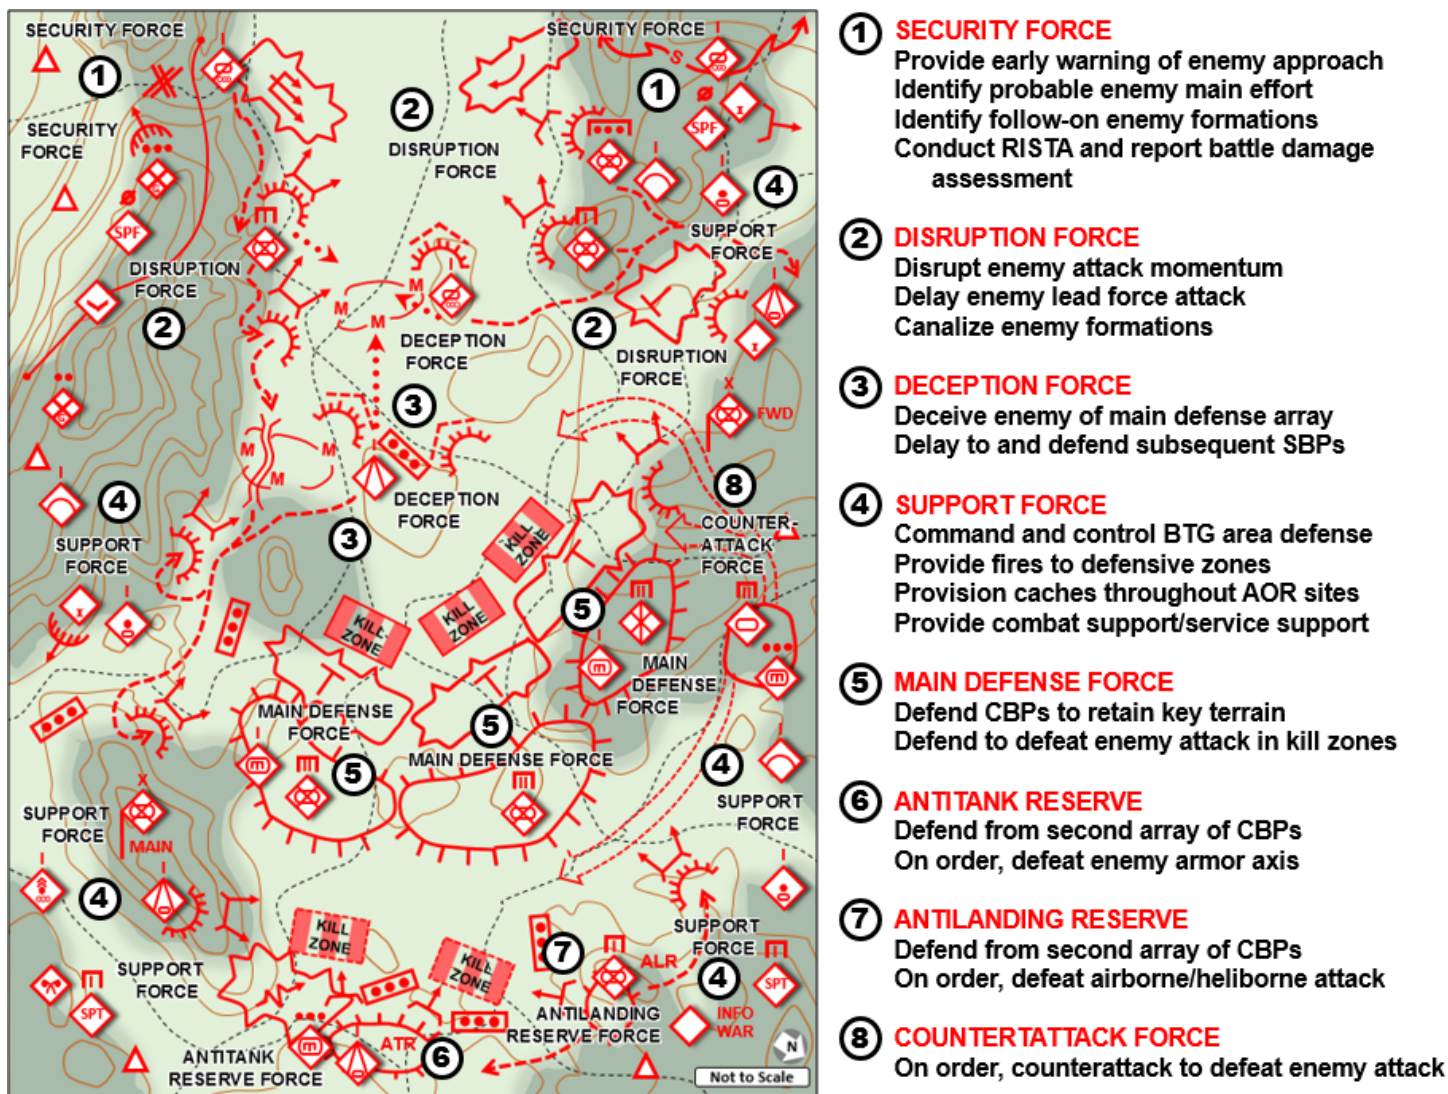 SECURITY FORCE
SECURITY FORCE
1
S
1
SECURITY
FORCE
2
DISRUPTION
FORCE
SPF
SPF
4
SUPPORT
FORCE
DISRUPTION
FORCE
2
M
M
M
DECEPTION
FORCE
2
DISRUPTION
FORCE
3
X
FWD
M
M
M
DECEPTION
FORCE
8
COUNTER-
ATTACK
FORCE
4
SUPPORT
FORCE
3
KILL
ZONE
KILL
ZONE
KILL-
ZONE
5
MAIN
DEFENSE
FORCE
MAIN DEFENSE
FORCE
5
MAIN DEFENSE FORCE
5
4
SUPPORT
FORCE
X
MAIN
SUPPORT
FORCE
4
KILL
ZONE
KILL
ZONE
7
ALR
SUPPORT
FORCE
4
SPT
SUPPORT
FORCE
SPT
ANTILANDING
RESERVE FORCE
INFO
WAR
ATR
6
ANTITANK
RESERVE FORCE
N
Not to Scale
1 SECURITY FORCE
Provide early warning of enemy approach
Identify probable enemy main effort
Identify follow-on enemy formations
Conduct RISTA and report battle damage
assessment
2 DISRUPTION FORCE
Disrupt enemy attack momentum
Delay enemy lead force attack
Canalize enemy formations
3 DECEPTION FORCE
Deceive enemy of main defense array
Delay to and defend subsequent SBPs
4 SUPPORT FORCE
Command and control BTG area defense
Provide fires to defensive zones
Provision caches throughout AOR sites
Provide combat support/service support
5 MAIN DEFENSE FORCE
Defend CBPs to retain key terrain
Defend to defeat enemy attack in kill zones
6 ANTITANK RESERVE
Defend from second array of CBPs
On order, defeat enemy armor axis
7 ANTILANDING RESERVE
Defend from second array of CBPs
On order, defeat airborne/heliborne attack
8 COUNTERTATTACK FORCE
On order, counterattack to defeat enemy attack